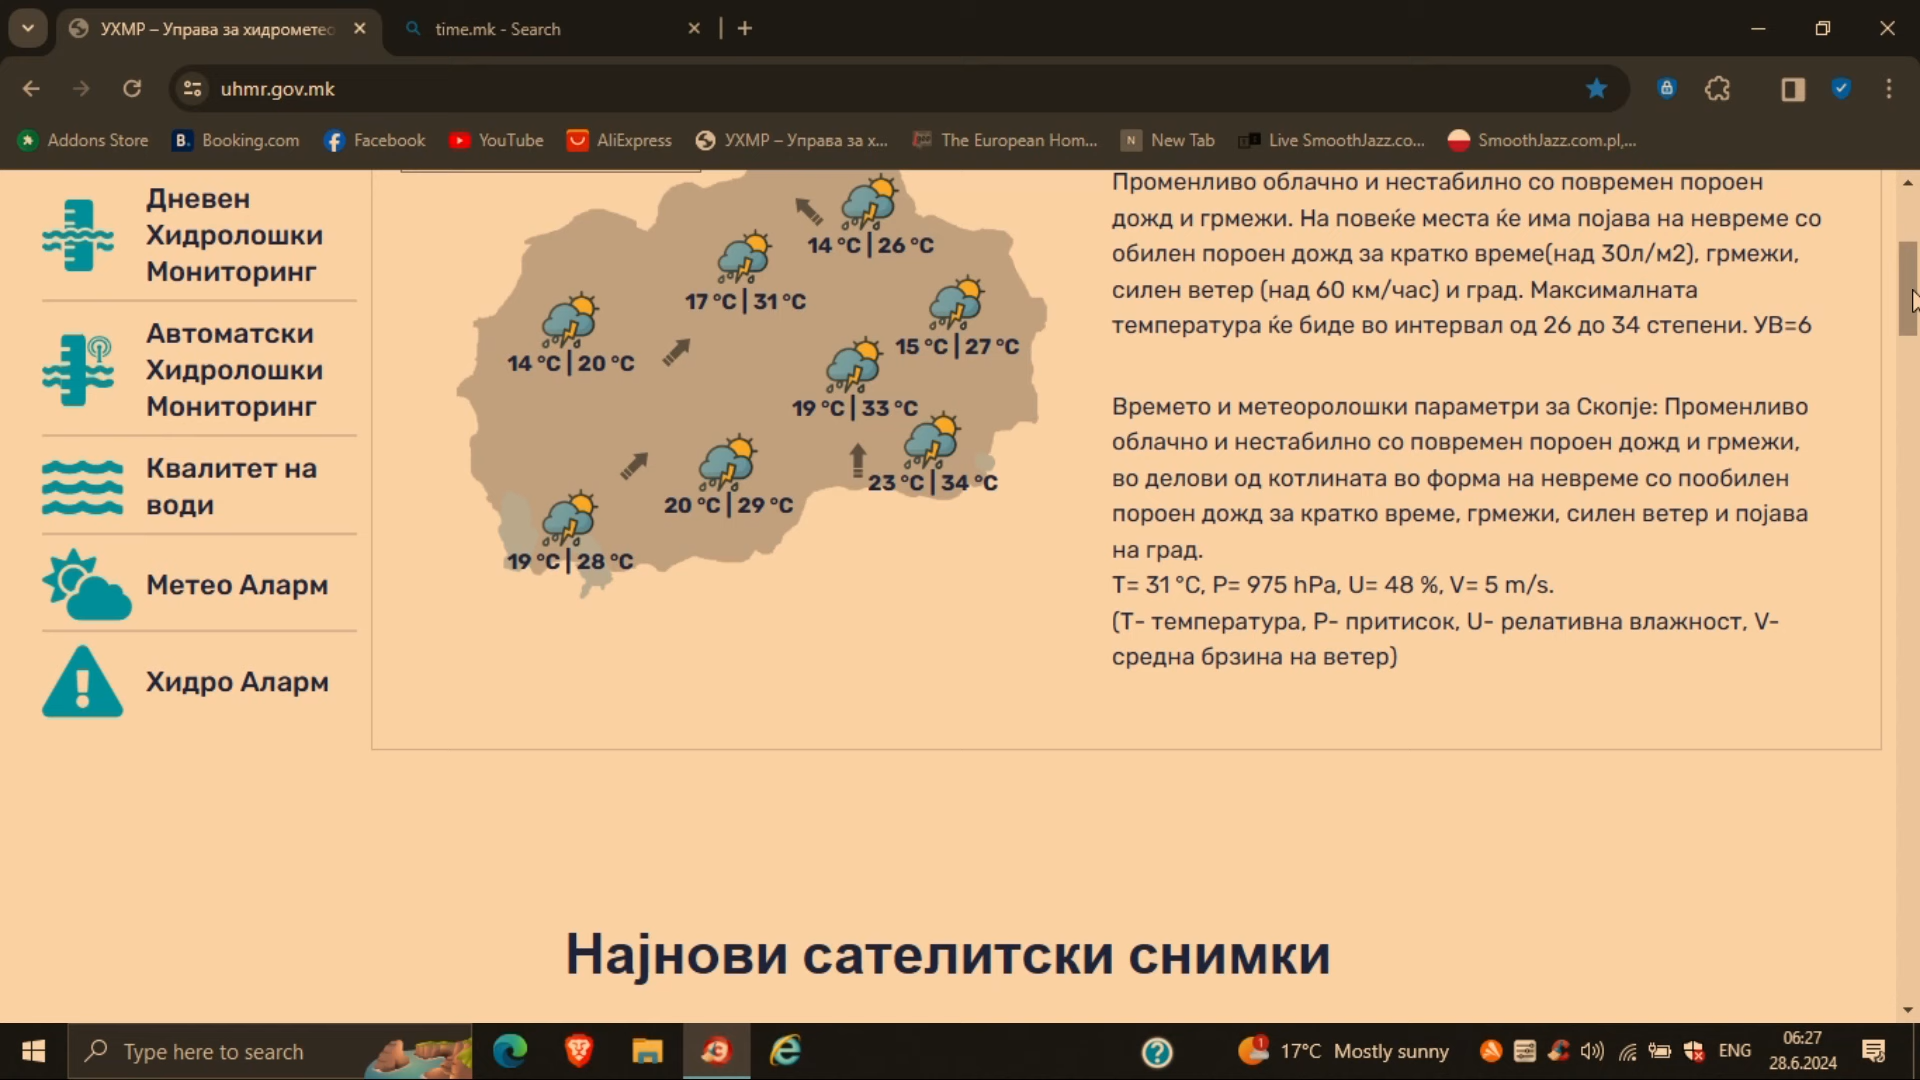 УХМР – Управа за хидрометео
time.mk - Search
uhmr.gov.mk
Addons Store
Booking.com
Facebook
YouTube
AliExpress
УХМР – Управа за х...
The European Hom...
New Tab
Live SmoothJazz.co...
SmoothJazz.com.pl,...
Дневен
Хидролошки
Мониторинг
Автоматски
Хидролошки
Мониторинг
Квалитет на
води
Метео Аларм
Хидро Аларм
14 °C | 26 °C
17 °C | 31 °C
15 °C | 27 °C
14 °C | 20 °C
19 °C | 33 °C
23 °C | 34 °C
20 °C | 29 °C
19 °C | 28 °C
Променливо облачно и нестабилно со повремен пороен
дожд и грмежи. На повеќе места ќе има појава на невреме со
обилен пороен дожд за кратко време(над 30л/м2), грмежи,
силен ветер (над 60 км/час) и град. Максималната
температура ќе биде во интервал од 26 до 34 степени. УВ=6
Времето и метеоролошки параметри за Скопје: Променливо
облачно и нестабилно со повремен пороен дожд и грмежи,
во делови од котлината во форма на невреме со пообилен
пороен дожд за кратко време, грмежи, силен ветер и појава
на град.
T= 31 °C, P= 975 hPa, U= 48 %, V= 5 m/s.
(Т- температура, P- притисок, U- релативна влажност, V-
средна брзина на ветер)
Најнови сателитски снимки
Type here to search
17°C Mostly sunny
ENG
06:27
28.6.2024